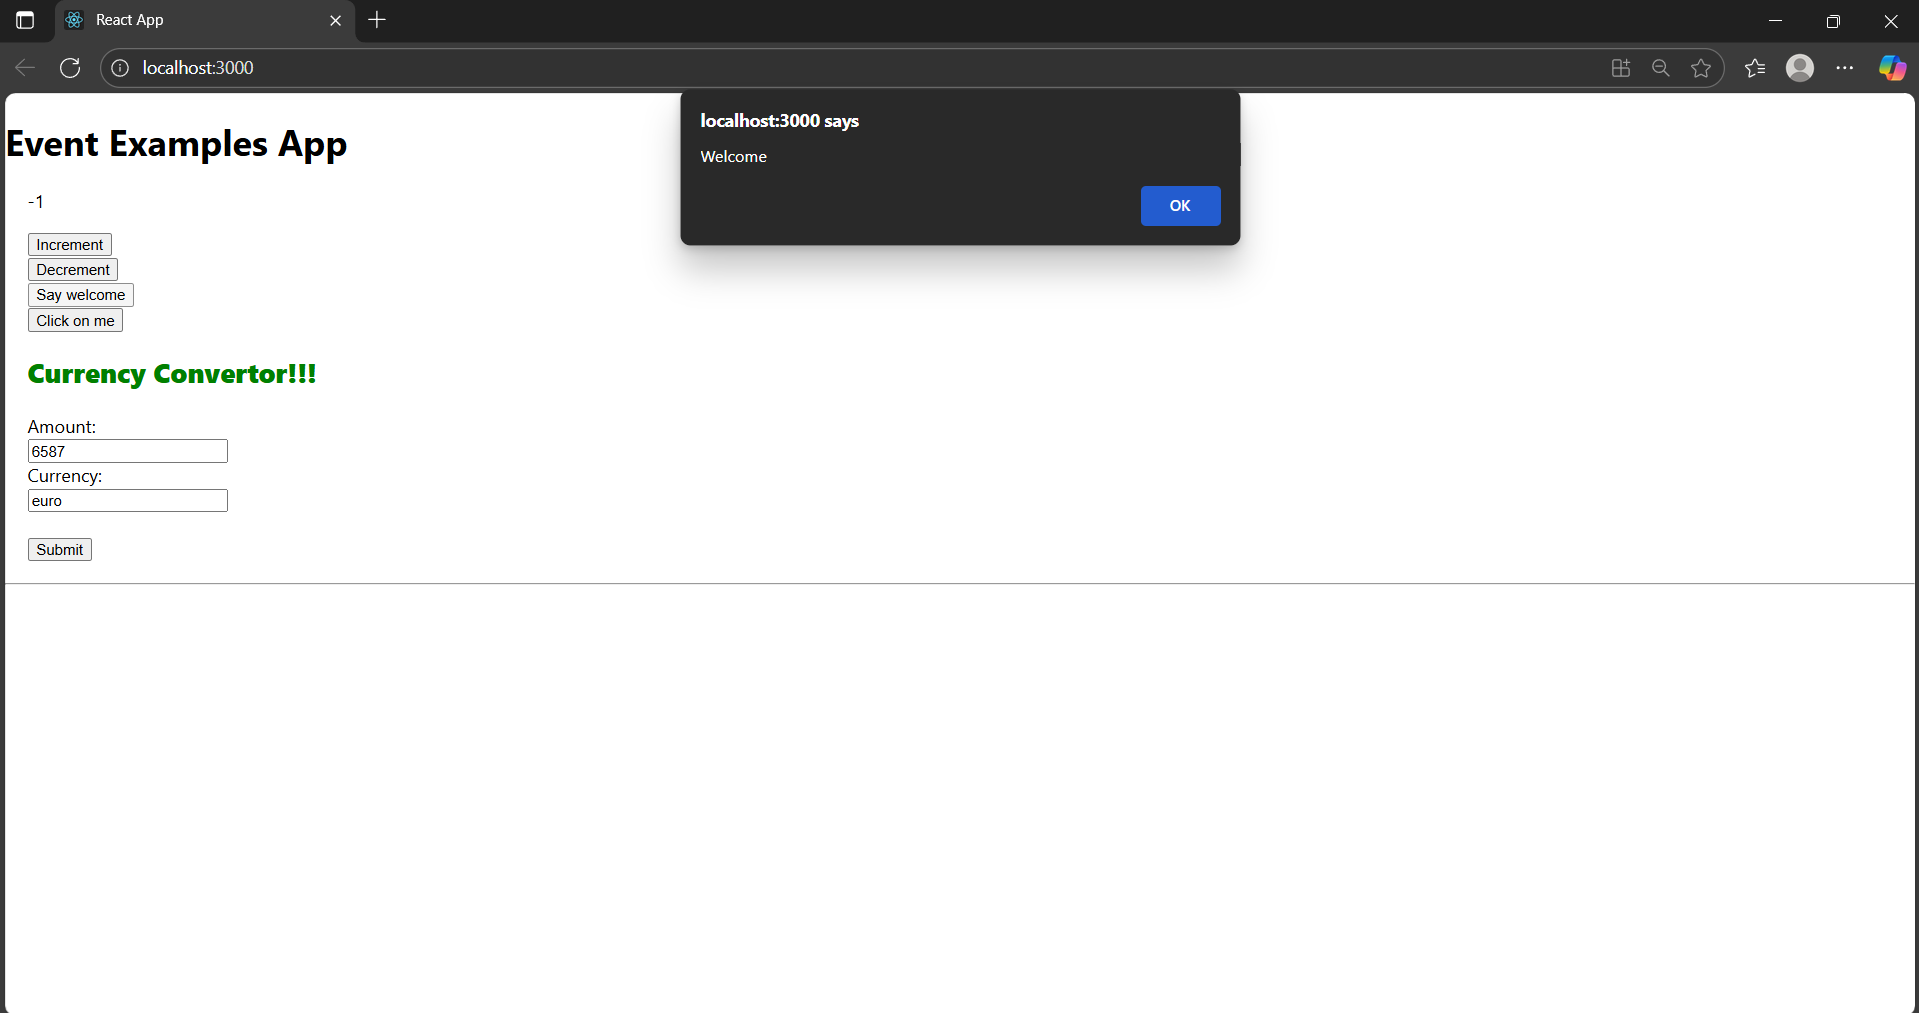 React App
localhost:3000
localhost:3000 says
Welcome
OK
Event Examples App
-1
Increment
Decrement
Say welcome
Click on me
Currency Convertor!!!
Amount:
6587
Currency:
euro
Submit